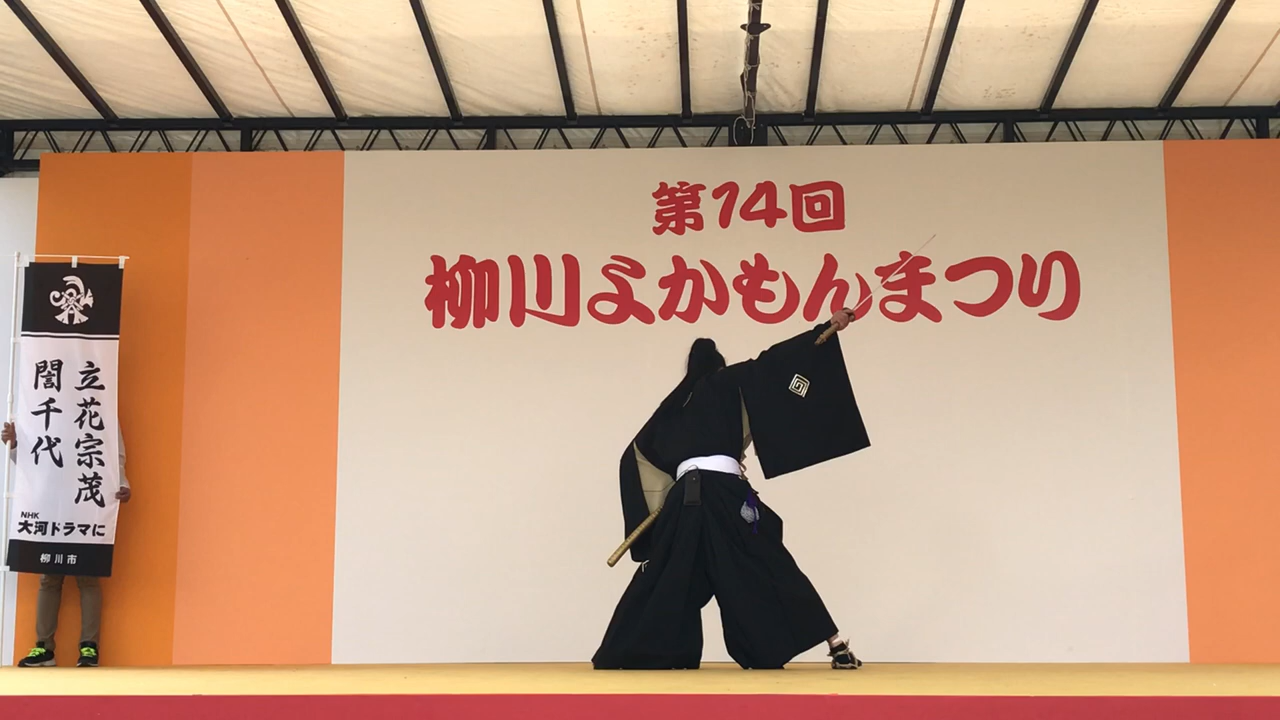 第14回
柳川よかもんまつり
立花宗茂
誾千代
NHK
大河ドラマに
柳川市